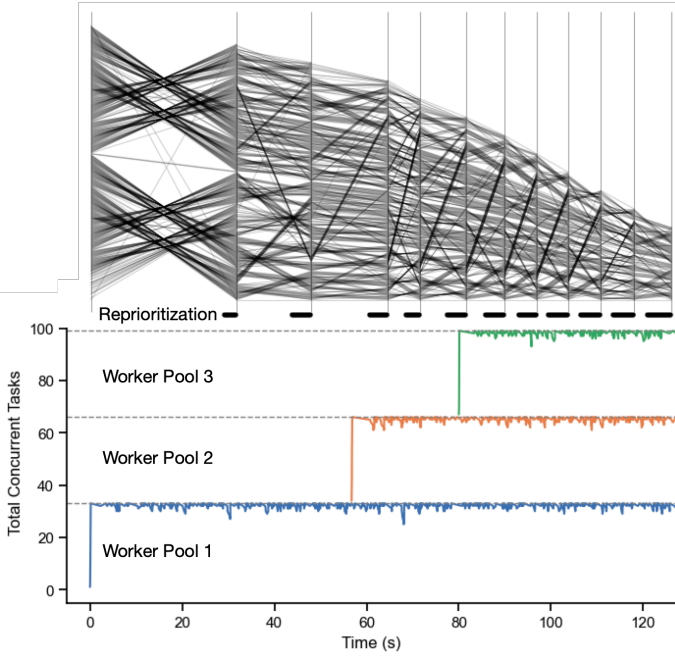 Reprioritization
100
Worker Pool 3
80
60
Worker Pool 2
40
20
Worker Pool 1
0
Total Concurrent Tasks
0 20 40 60 80 100 120
Time (s)